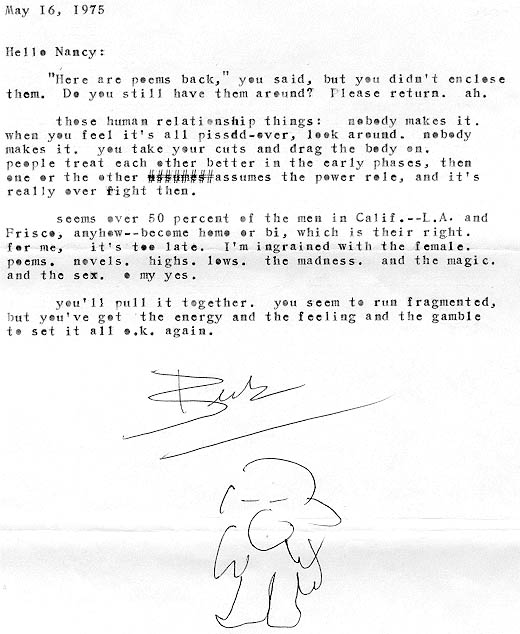 May 16, 1975
Hello Nancy:
"Here are poems back," you said, but you didn't enclose
them. Do you still have them around? Please return. ah.
these human relationship things: nobody makes it.
when you feel it's all pissdd-over, look around. nobody
makes it. you take your cuts and drag the body on.
people treat each other better in the early phases, then
one or the other assumes the power role, and it's
really over fight then.
seems over 50 percent of the men in Calif.--L.A. and
Frisco, anyhow--become homo or bi, which is their right.
for me, it's too late. I'm ingrained with the female.
poems. novels. highs. lows. the madness. and the magic.
and the sex. o my yes.
you'll pull it together. you seem to run fragmented,
but you've got the energy and the feeling and the gamble
to set it all o.k. again.
Buk